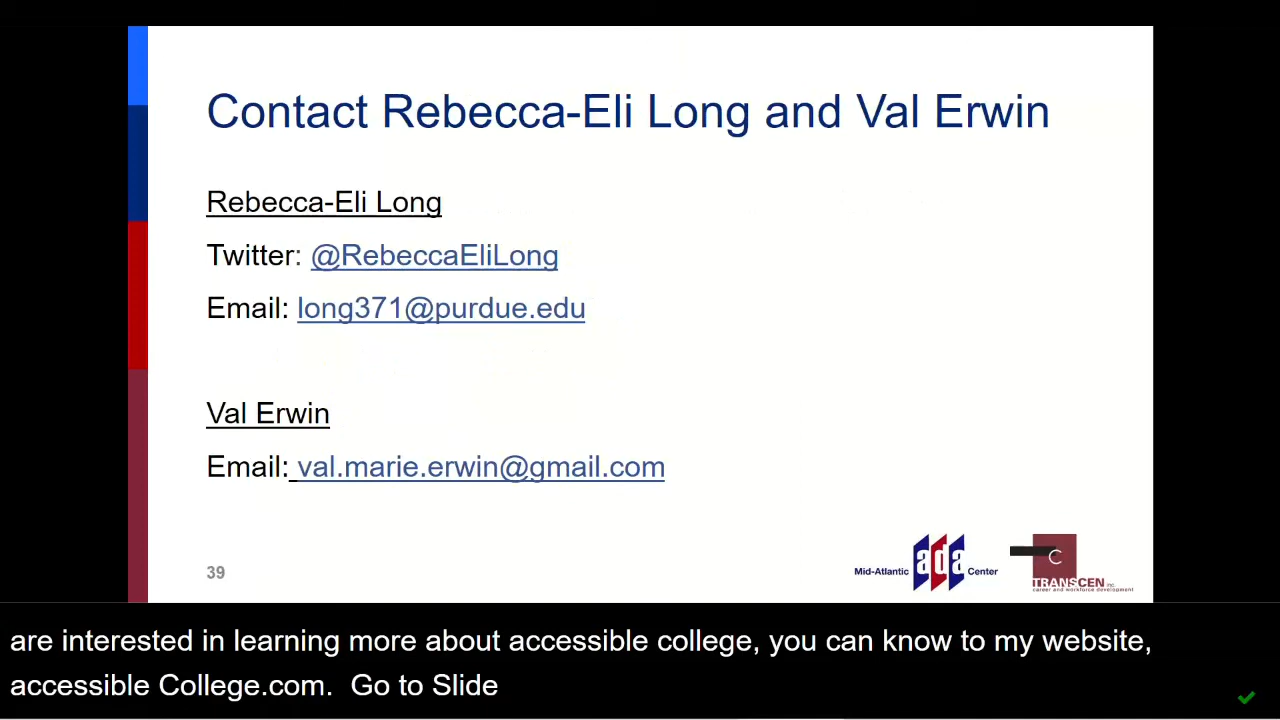 Contact Rebecca-Eli Long and Val Erwin
Rebecca-Eli Long
Twitter: @RebeccaEliLong
Email: long371@purdue.edu
Val Erwin
Email: val.marie.erwin@gmail.com
39
Mid-Atlantic ada Center
C
TRANSCEN inc.
career and workforce development
are interested in learning more about accessible college, you can know to my website,
accessible College.com. Go to Slide